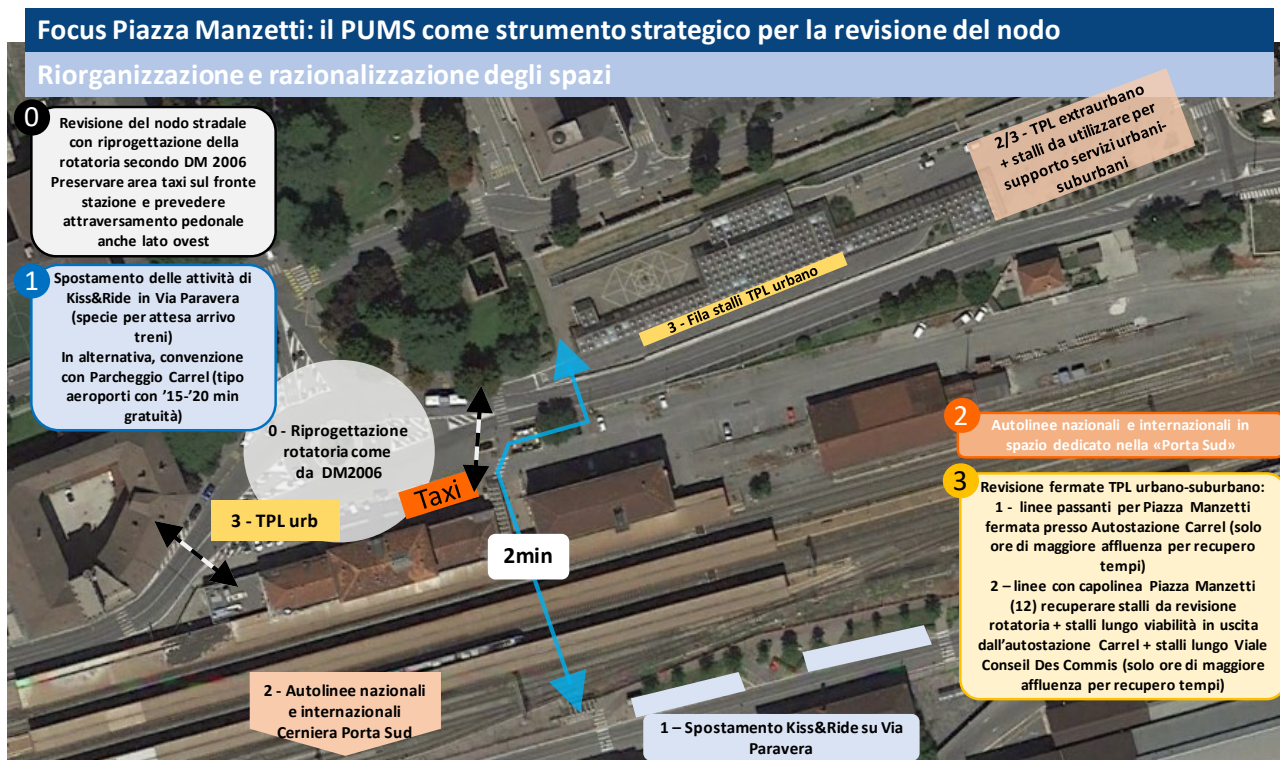 Focus Piazza Manzetti: il PUMS come strumento strategico per la revisione del nodo
Riorganizzazione e razionalizzazione degli spazi
0
Revisione del nodo stradale
con riprogettazione della
rotatoria secondo DM 2006
Preservare area taxi sul fronte
stazione e prevedere
attraversamento pedonale
anche lato ovest
1
Spostamento delle attività di
Kiss&Ride in Via Paravera
(specie per attesa arrivo
treni)
In alternativa, convenzione
con Parcheggio Carrel (tipo
aeroporti con ’15-’20 min
gratuità)
2/3 - TPL extraurbano
+ stalli da utilizzare per
supporto servizi urbani-
suburbani
3 - Fila stalli TPL urbano
0 - Riprogettazione
rotatoria come
da DM2006
Taxi
3 - TPL urb
2min
2
Autolinee nazionali e internazionali in
spazio dedicato nella «Porta Sud»
3
Revisione fermate TPL urbano-suburbano:
1 - linee passanti per Piazza Manzetti
fermata presso Autostazione Carrel (solo
ore di maggiore affluenza per recupero
tempi)
2 – linee con capolinea Piazza Manzetti
(12) recuperare stalli da revisione
rotatoria + stalli lungo viabilità in uscita
dall’autostazione Carrel + stalli lungo Viale
Conseil Des Commis (solo ore di maggiore
affluenza per recupero tempi)
2 - Autolinee nazionali
e internazionali
Cerniera Porta Sud
1 – Spostamento Kiss&Ride su Via
Paravera